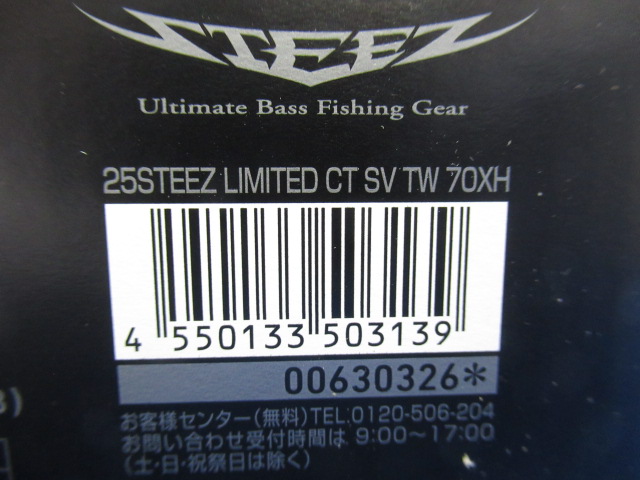 STEEZ
Ultimate Bass Fishing Gear
25STEEZ LIMITED CT SV TW 70XH
4 550133 503139
00630326*
お客様センター(無料)TEL.0120-506-204
お問い合わせ受付時間は 9:00〜17:00
(土・日・祝祭日は除く)